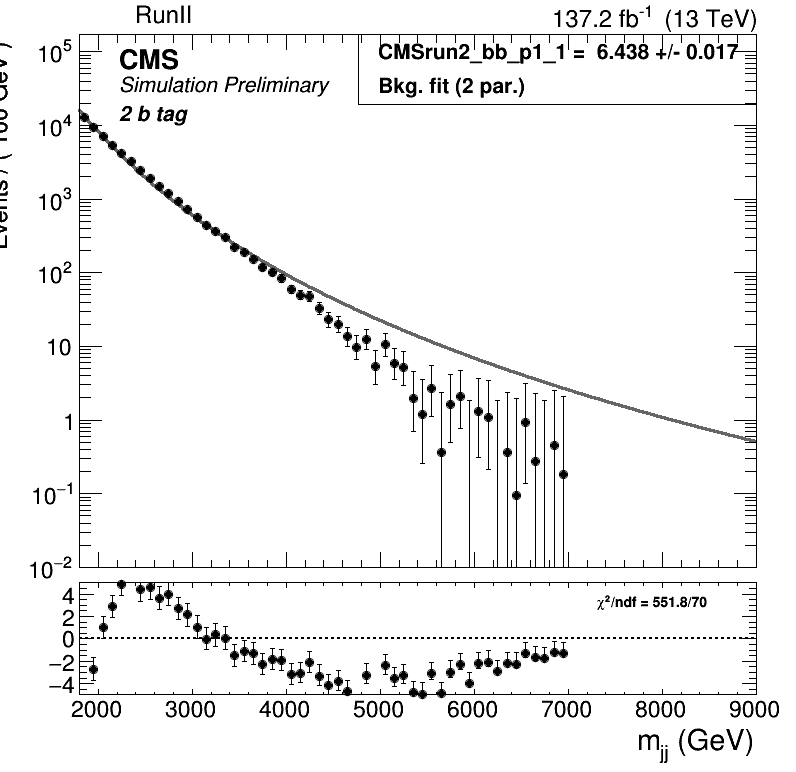 RunII
137.2 fb⁻¹ (13 TeV)
CMS
Simulation Preliminary
2 b tag
CMSrun2_bb_p1_1 = 6.438 +/- 0.017
Bkg. fit (2 par.)
10⁵
10⁴
10³
10²
10
1
10⁻¹
10⁻²
χ²/ndf = 551.8/70
4
2
0
−2
−4
2000 3000 4000 5000 6000 7000 8000 9000
m_jj (GeV)